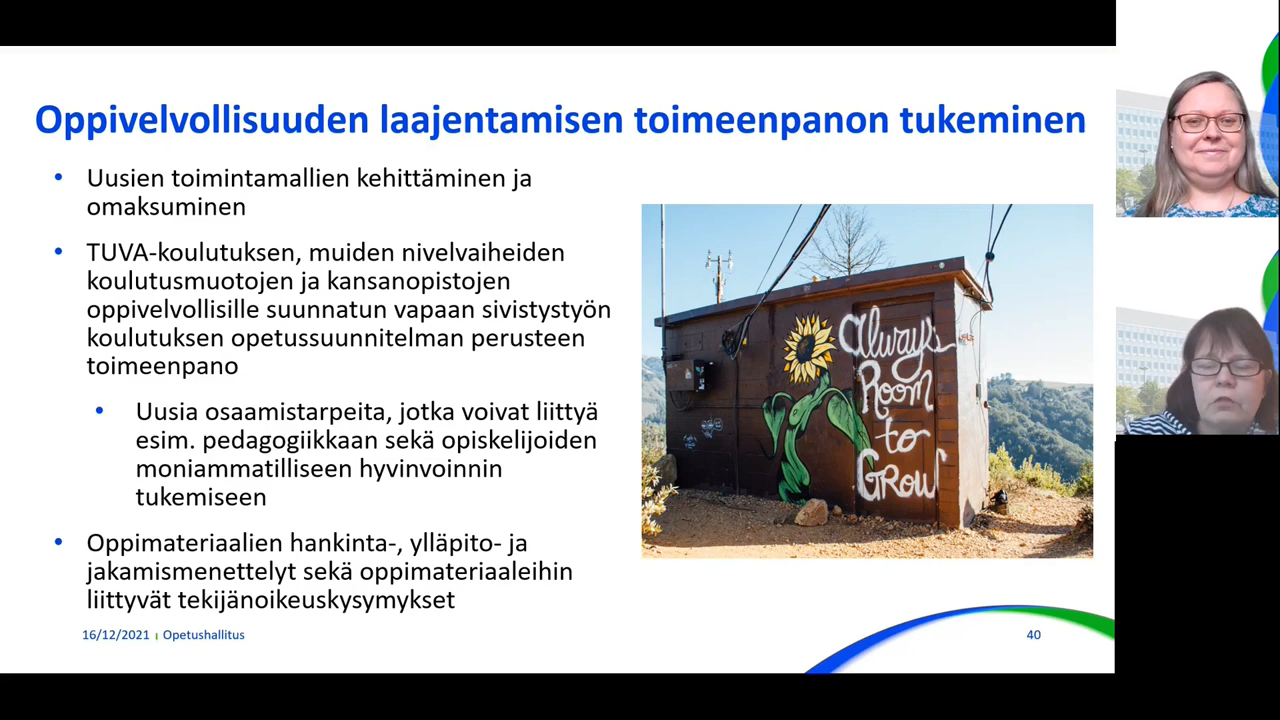 Oppivelvollisuuden laajentamisen toimeenpanon tukeminen
• Uusien toimintamallien kehittäminen ja
omaksuminen
• TUVA-koulutuksen, muiden nivelvaiheiden
koulutusmuotojen ja kansanopistojen
oppivelvollisille suunnatun vapaan sivistystyön
koulutuksen opetussuunnitelman perusteen
toimeenpano
• Uusia osaamistarpeita, jotka voivat liittyä
esim. pedagogiikkaan sekä opiskelijoiden
moniammatilliseen hyvinvoinnin
tukemiseen
• Oppimateriaalien hankinta-, ylläpito- ja
jakamismenettelyt sekä oppimateriaaleihin
liittyvät tekijänoikeuskysymykset
Always
Room
to
Grow
16/12/2021 | Opetushallitus
40